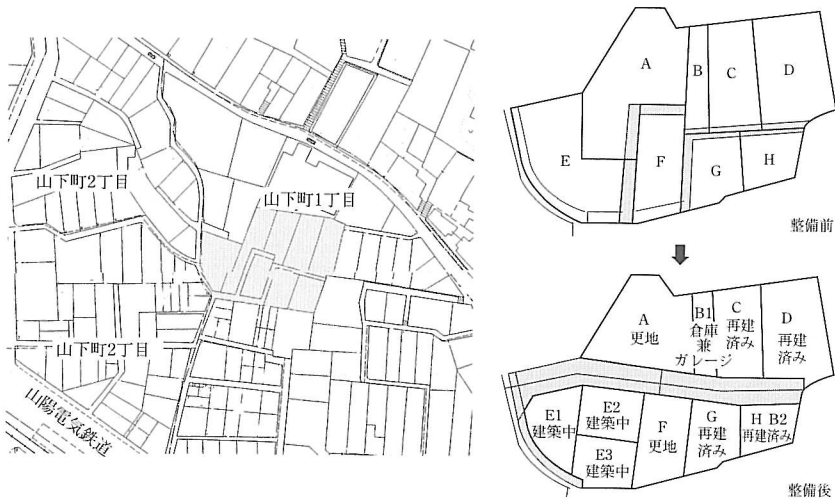 山下町2丁目
山下町1丁目
山下町2丁目
山陽電気鉄道
A
B
C
D
E
F
G
H
整備前
A
更地
B1
倉庫
兼
ガレージ
C
再建
済み
D
再建
済み
E1
建築中
E2
建築中
E3
建築中
F
更地
G
再建
済み
H B2
再建済み
整備後